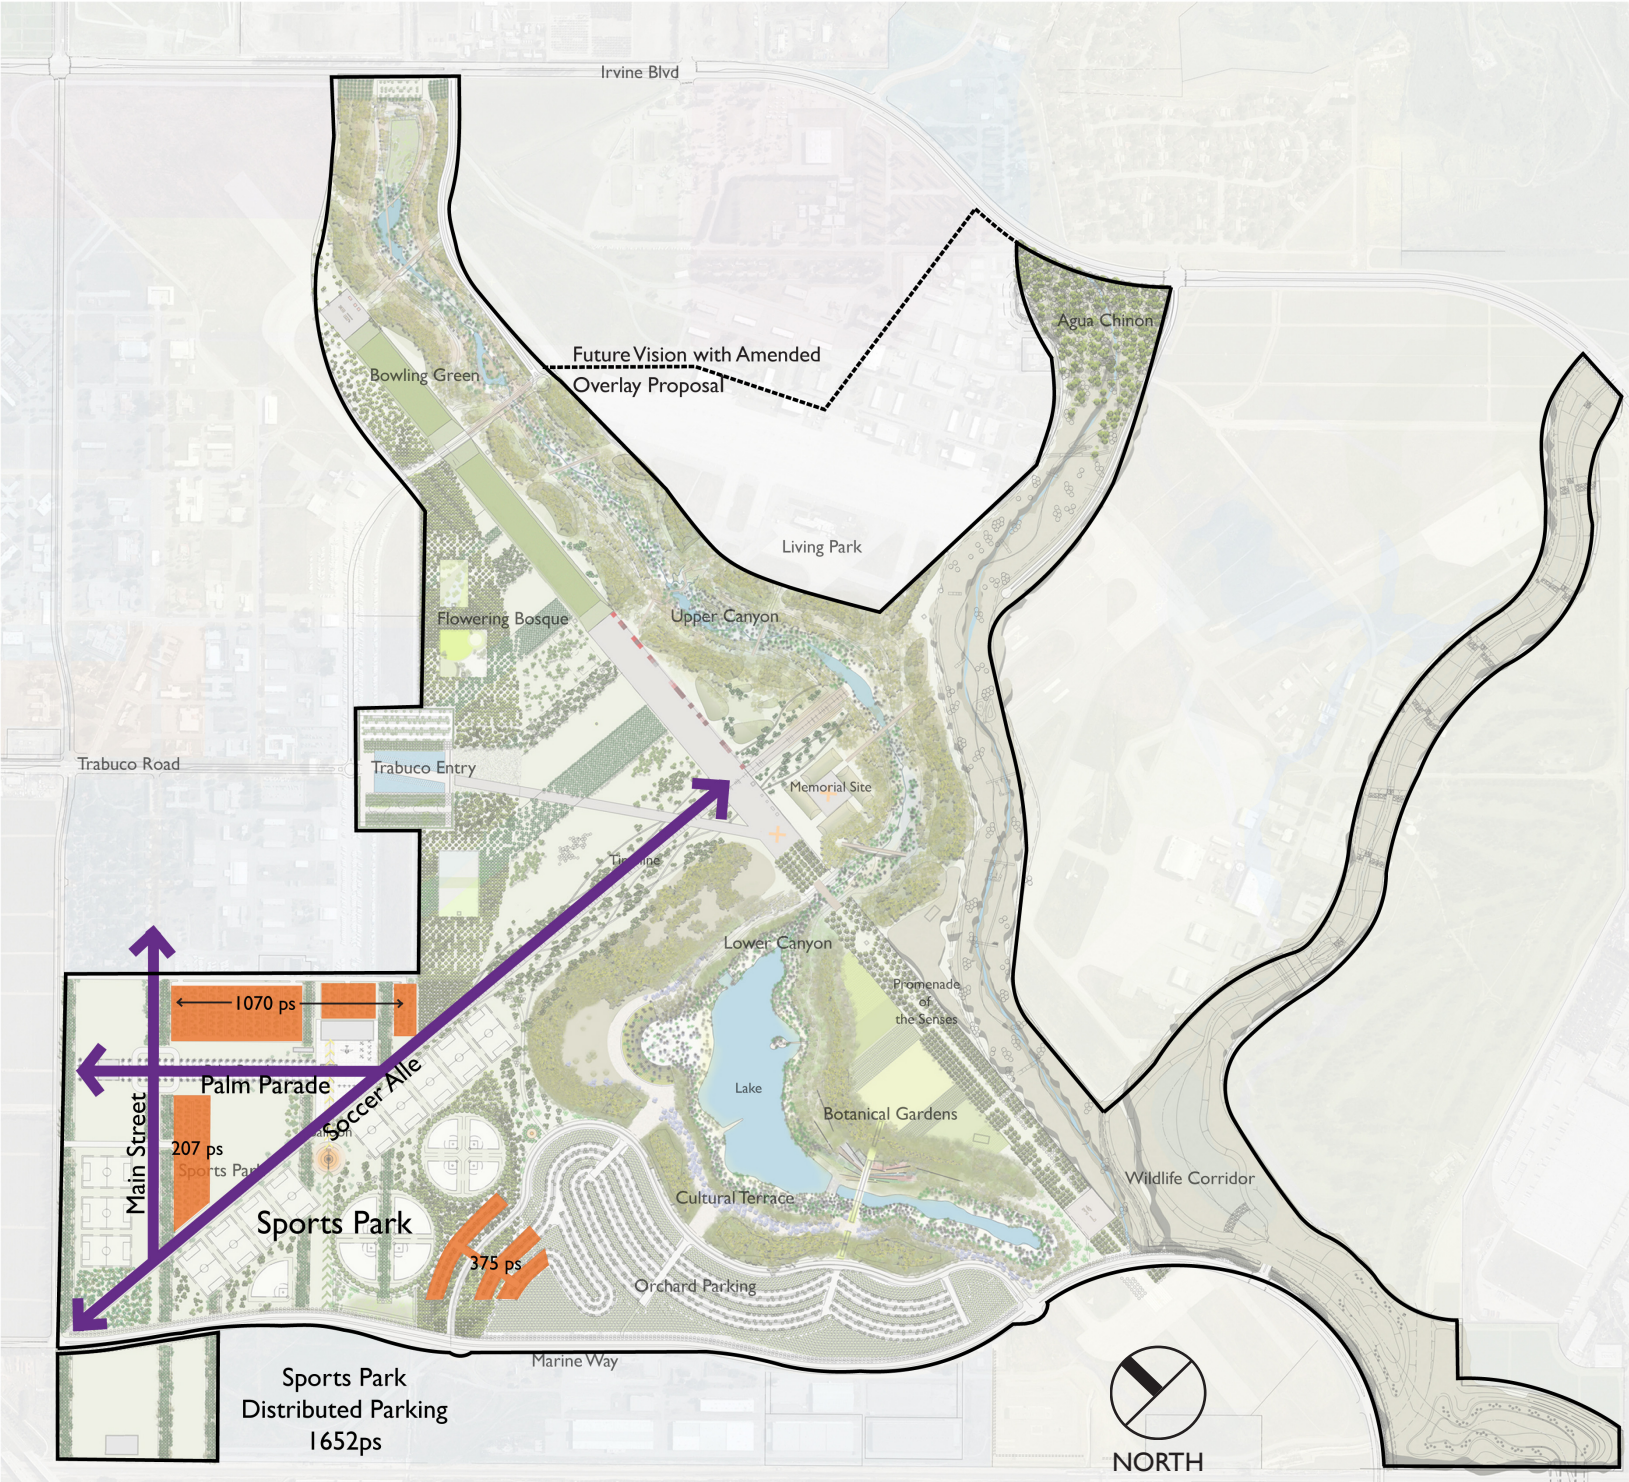 Irvine Blvd
Agua Chinon
Future Vision with Amended
Overlay Proposal
Bowling Green
Living Park
Flowering Bosque
Upper Canyon
Trabuco Road
Trabuco Entry
Memorial Site
Timeline
Lower Canyon
Promenade
of
the Senses
1070 ps
Palm Parade
Soccer Alle
Lake
Botanical Gardens
Main Street
207 ps
Sports Park
Sports Park
Wildlife Corridor
Cultural Terrace
375 ps
Orchard Parking
Marine Way
Sports Park
Distributed Parking
1652ps
NORTH